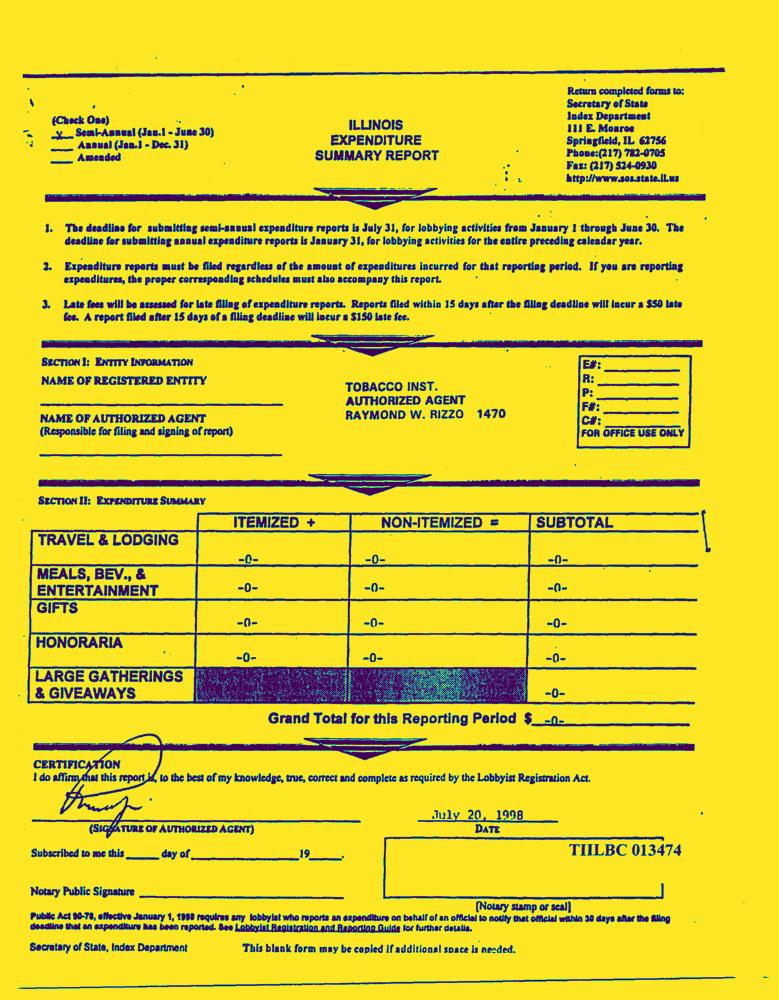 Return completed forms to:
Secretary of State
Index Department
111 E. Monroe
Springfield, IL 62756
Phone:(217) 782-0705
Fax: (217) 524-0930
http://www.sos.state.il.us
(Check One)
Semi-Annual (Jan.1 - June 30)
Annual (Jan.1 - Dec. 31)
Amended
ILLINOIS
EXPENDITURE
SUMMARY REPORT
1. The deadline for submitting semi-annual expenditure reports is July 31, for lobbying activities from January 1 through June 30. The
deadline for submitting annual expenditure reports is January 31, for lobbying activities for the entire preceding calendar year.
2. Expenditure reports must be filed regardless of the amount of expenditures incurred for that reporting period. If you are reporting
expenditures, the proper corresponding schedules must also accompany this report.
3. Late fees will be assessed for late filing of expenditure reports. Reports filed within 15 days after the filing deadline will incur a $50 late
fee. A report filed after 15 days of a filing deadline will incur a $150 late fee.
SECTION I: ENTITY INFORMATION
NAME OF REGISTERED ENTITY
NAME OF AUTHORIZED AGENT
(Responsible for filing and signing of report)
TOBACCO INST.
AUTHORIZED AGENT
RAYMOND W. RIZZO 1470
E#:
R:
P:
F#:
C#:
FOR OFFICE USE ONLY
SECTION II: EXPENDITURE SUMMARY
ITEMIZED + NON-ITEMIZED = SUBTOTAL
TRAVEL & LODGING -0- -0- -0-
MEALS, BEV., &
ENTERTAINMENT -0- -0- -0-
GIFTS -0- -0- -0-
HONORARIA -0- -0- -0-
LARGE GATHERINGS
& GIVEAWAYS -0-
Grand Total for this Reporting Period $ -0-
CERTIFICATION
I do affirm that this report is, to the best of my knowledge, true, correct and complete as required by the Lobbyist Registration Act.
July 20, 1998
(SIGNATURE OF AUTHORIZED AGENT) DATE
Subscribed to me this ____ day of ____ 19____.
TIILBC 013474
Notary Public Signature
[Notary stamp or seal]
Public Act 90-78, effective January 1, 1998 requires any lobbyist who reports an expenditure on behalf of an official to notify that official within 30 days after the filing
deadline that an expenditure has been reported. See Lobbyist Registration and Reporting Guide for further details.
Secretary of State, Index Department This blank form may be copied if additional space is needed.